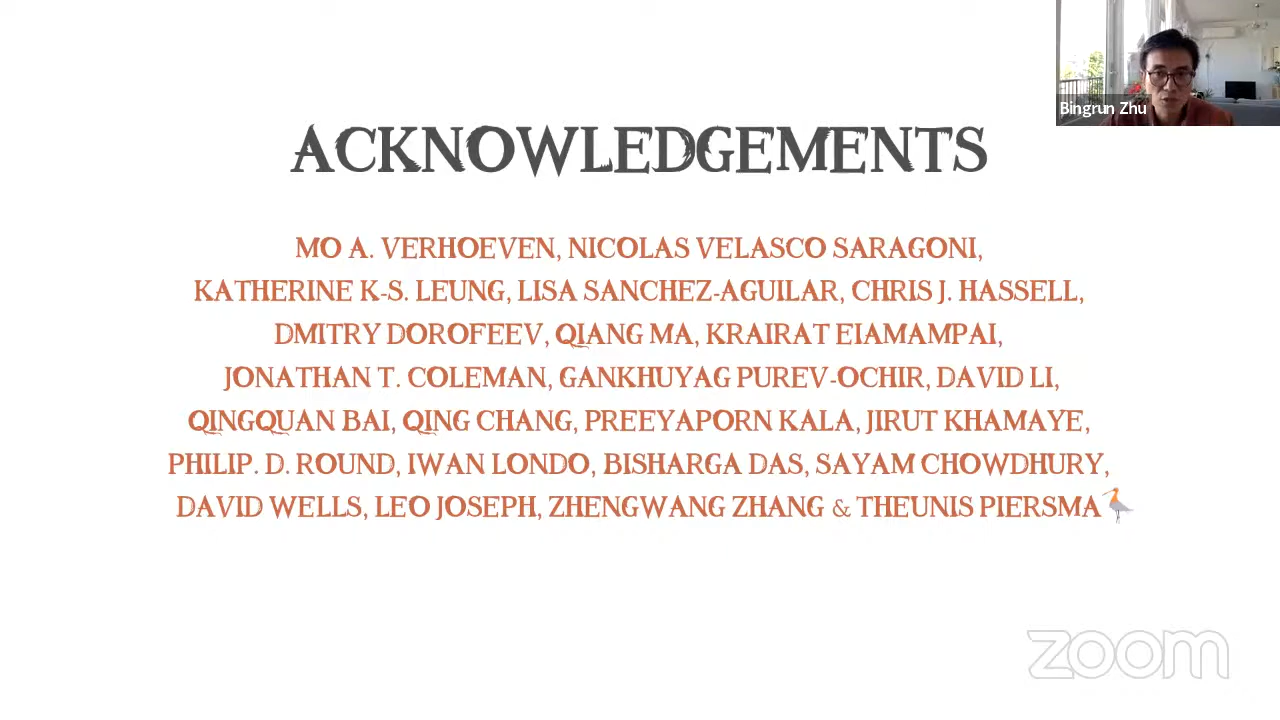 Bingrun Zhu
ACKNOWLEDGEMENTS
MO A. VERHOEVEN, NICOLAS VELASCO SARAGONI,
KATHERINE K-S. LEUNG, LISA SANCHEZ-AGUILAR, CHRIS J. HASSELL,
DMITRY DOROFEEV, QIANG MA, KRAIRAT EIAMAMPAI,
JONATHAN T. COLEMAN, GANKHUYAG PUREV-OCHIR, DAVID LI,
QINGQUAN BAI, QING CHANG, PREEYAPORN KALA, JIRUT KHAMAYE,
PHILIP. D. ROUND, IWAN LONDO, BISHARGA DAS, SAYAM CHOWDHURY,
DAVID WELLS, LEO JOSEPH, ZHENGWANG ZHANG & THEUNIS PIERSMA
zoom